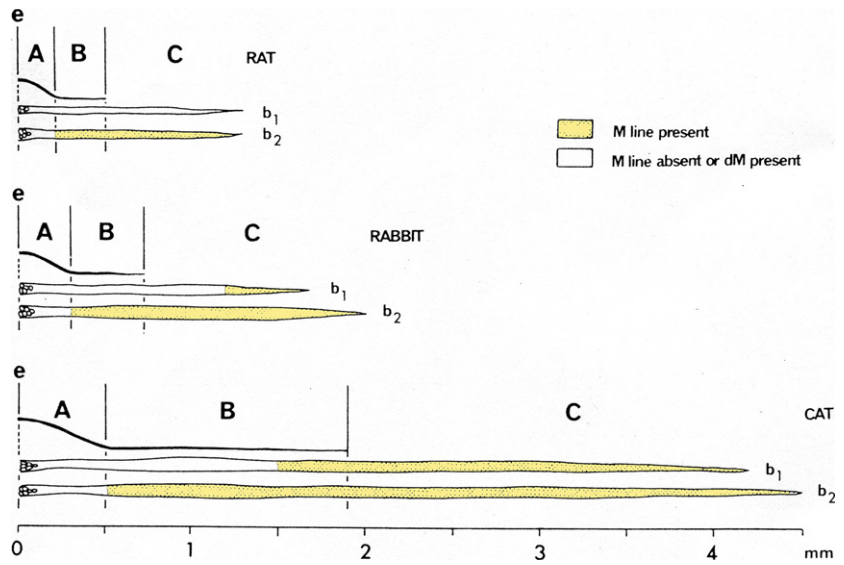 e
A B C RAT
b1
b2
M line present
M line absent or dM present
e
A B C RABBIT
b1
b2
e
A B C CAT
b1
b2
0 1 2 3 4 mm